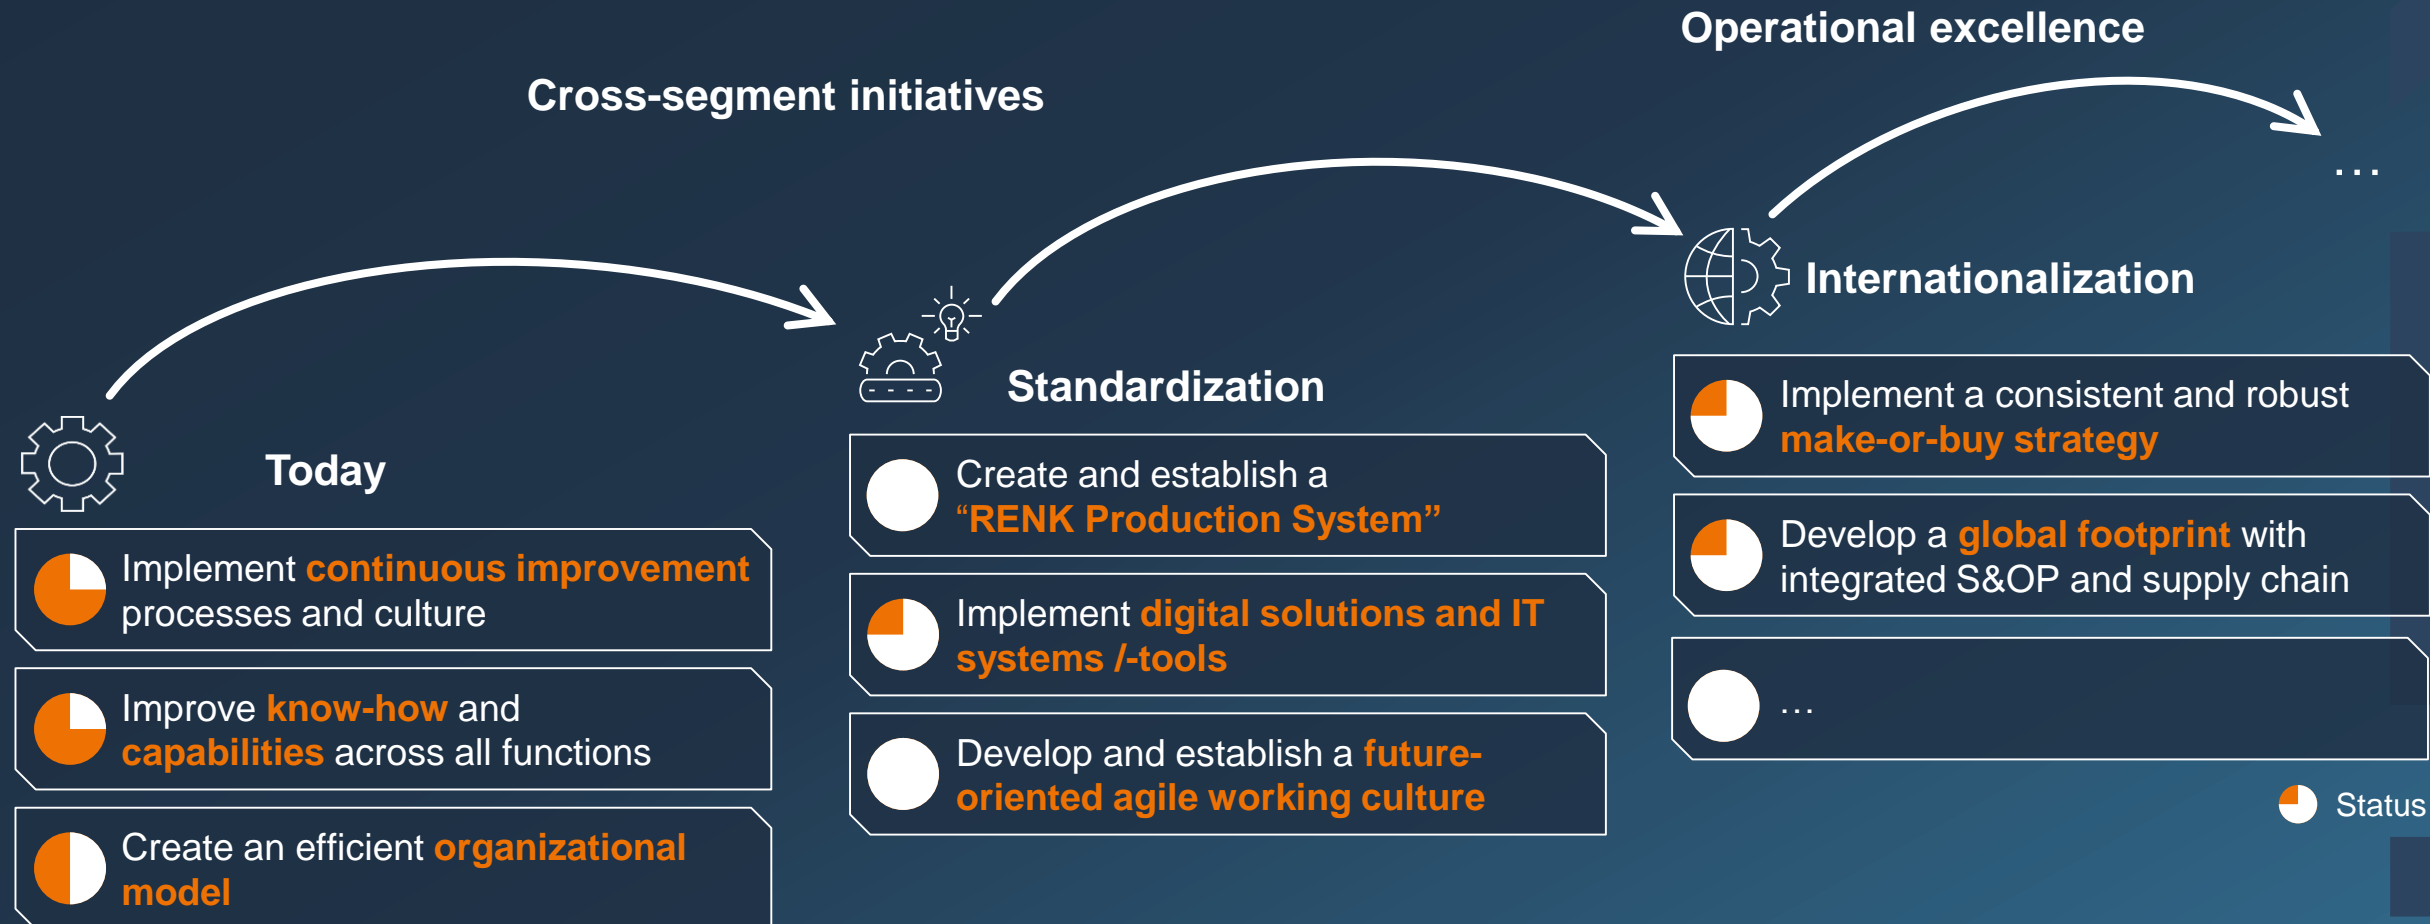 Operational excellence
Cross-segment initiatives
…
Today
Implement continuous improvement
processes and culture
Improve know-how and
capabilities across all functions
Create an efficient organizational
model
Standardization
Create and establish a
“RENK Production System”
Implement digital solutions and IT
systems /-tools
Develop and establish a future-
oriented agile working culture
Internationalization
Implement a consistent and robust
make-or-buy strategy
Develop a global footprint with
integrated S&OP and supply chain
…
Status